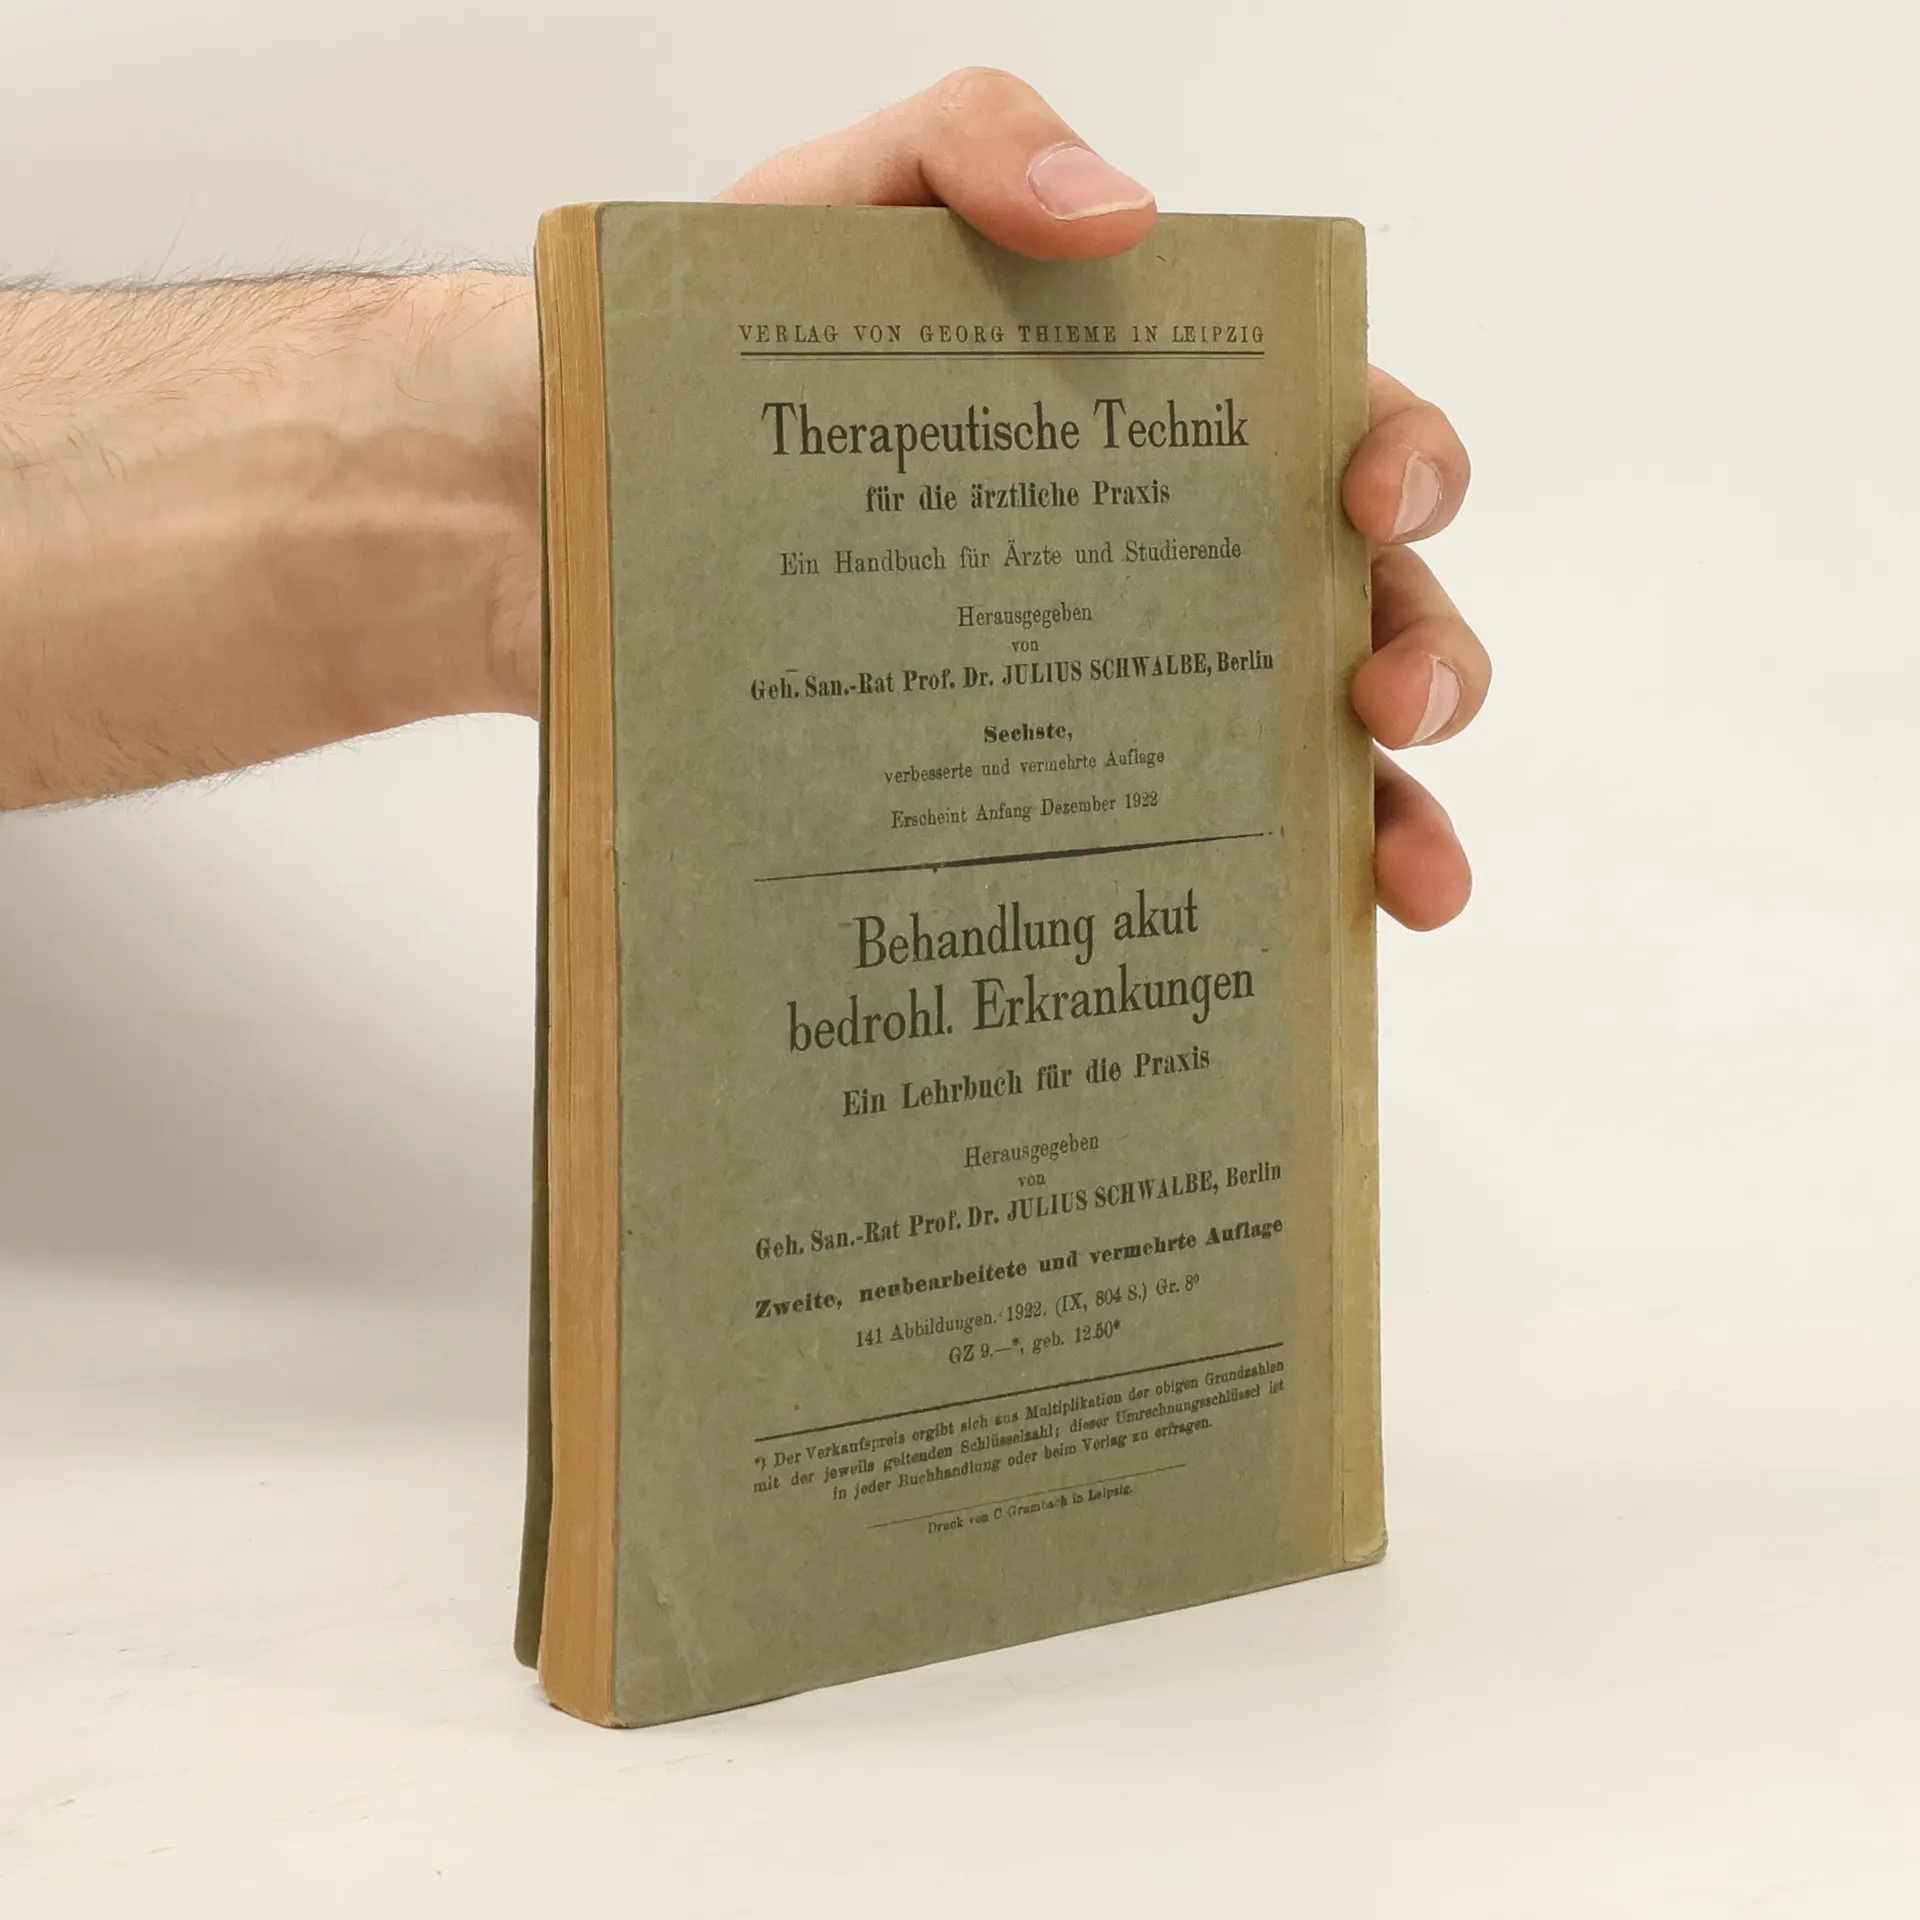 VERLAG VON GEORG THIEME IN LEIPZIG
Therapeutische Technik
für die ärztliche Praxis
Ein Handbuch für Ärzte und Studierende
Herausgegeben
von
Geh. San.-Rat Prof. Dr. JULIUS SCHWALBE, Berlin
Sechste,
verbesserte und vermehrte Auflage
Erscheint Anfang Dezember 1922
Behandlung akut
bedrohl. Erkrankungen
Ein Lehrbuch für die Praxis
Herausgegeben
von
Geh. San.-Rat Prof. Dr. JULIUS SCHWALBE, Berlin
Zweite, neubearbeitete und vermehrte Auflage
141 Abbildungen. 1922. (IX, 804 S.) Gr. 8º
GZ 9.—*, geb. 12.50*
*) Der Verkaufspreis ergibt sich aus Multiplikation der obigen Grundzahlen
mit der jeweils geltenden Schlüsselzahl; dieser Umrechnungsschlüssel ist
in jeder Buchhandlung oder beim Verlag zu erfragen.
Druck von C Grumbach in Leipzig.